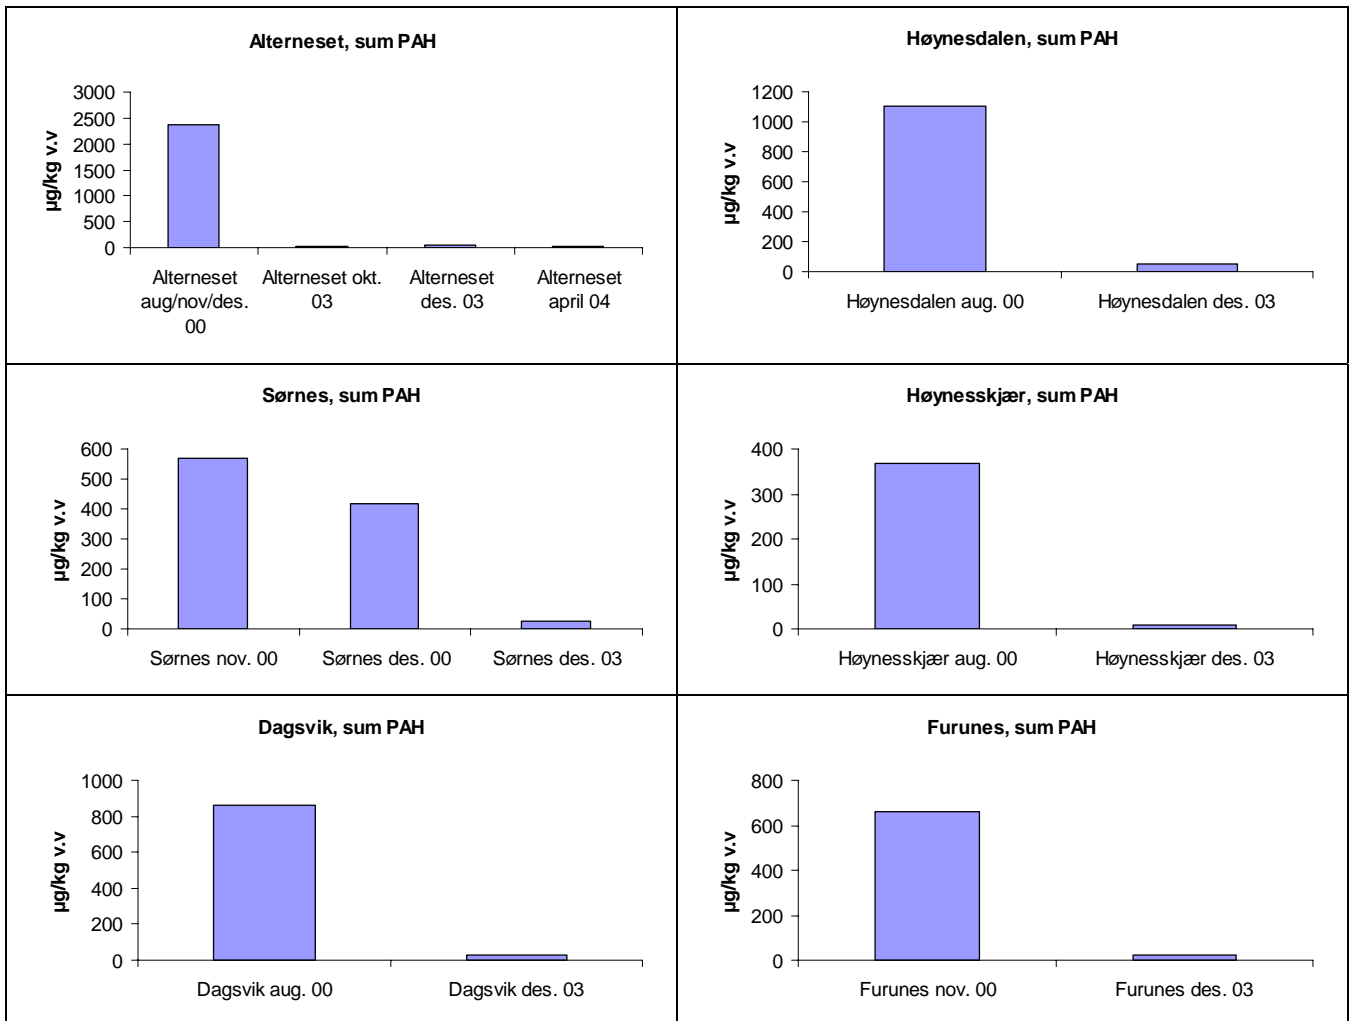 Alterneset, sum PAH
µg/kg v.v
3000
2500
2000
1500
1000
500
0
Alterneset
aug/nov/des.
00
Alterneset okt.
03
Alterneset
des. 03
Alterneset
april 04
Høynesdalen, sum PAH
µg/kg v.v
1200
1000
800
600
400
200
0
Høynesdalen aug. 00
Høynesdalen des. 03
Sørnes, sum PAH
µg/kg v.v
600
500
400
300
200
100
0
Sørnes nov. 00
Sørnes des. 00
Sørnes des. 03
Høynesskjær, sum PAH
µg/kg v.v
400
300
200
100
0
Høynesskjær aug. 00
Høynesskjær des. 03
Dagsvik, sum PAH
µg/kg v.v
1000
800
600
400
200
0
Dagsvik aug. 00
Dagsvik des. 03
Furunes, sum PAH
µg/kg v.v
800
600
400
200
0
Furunes nov. 00
Furunes des. 03